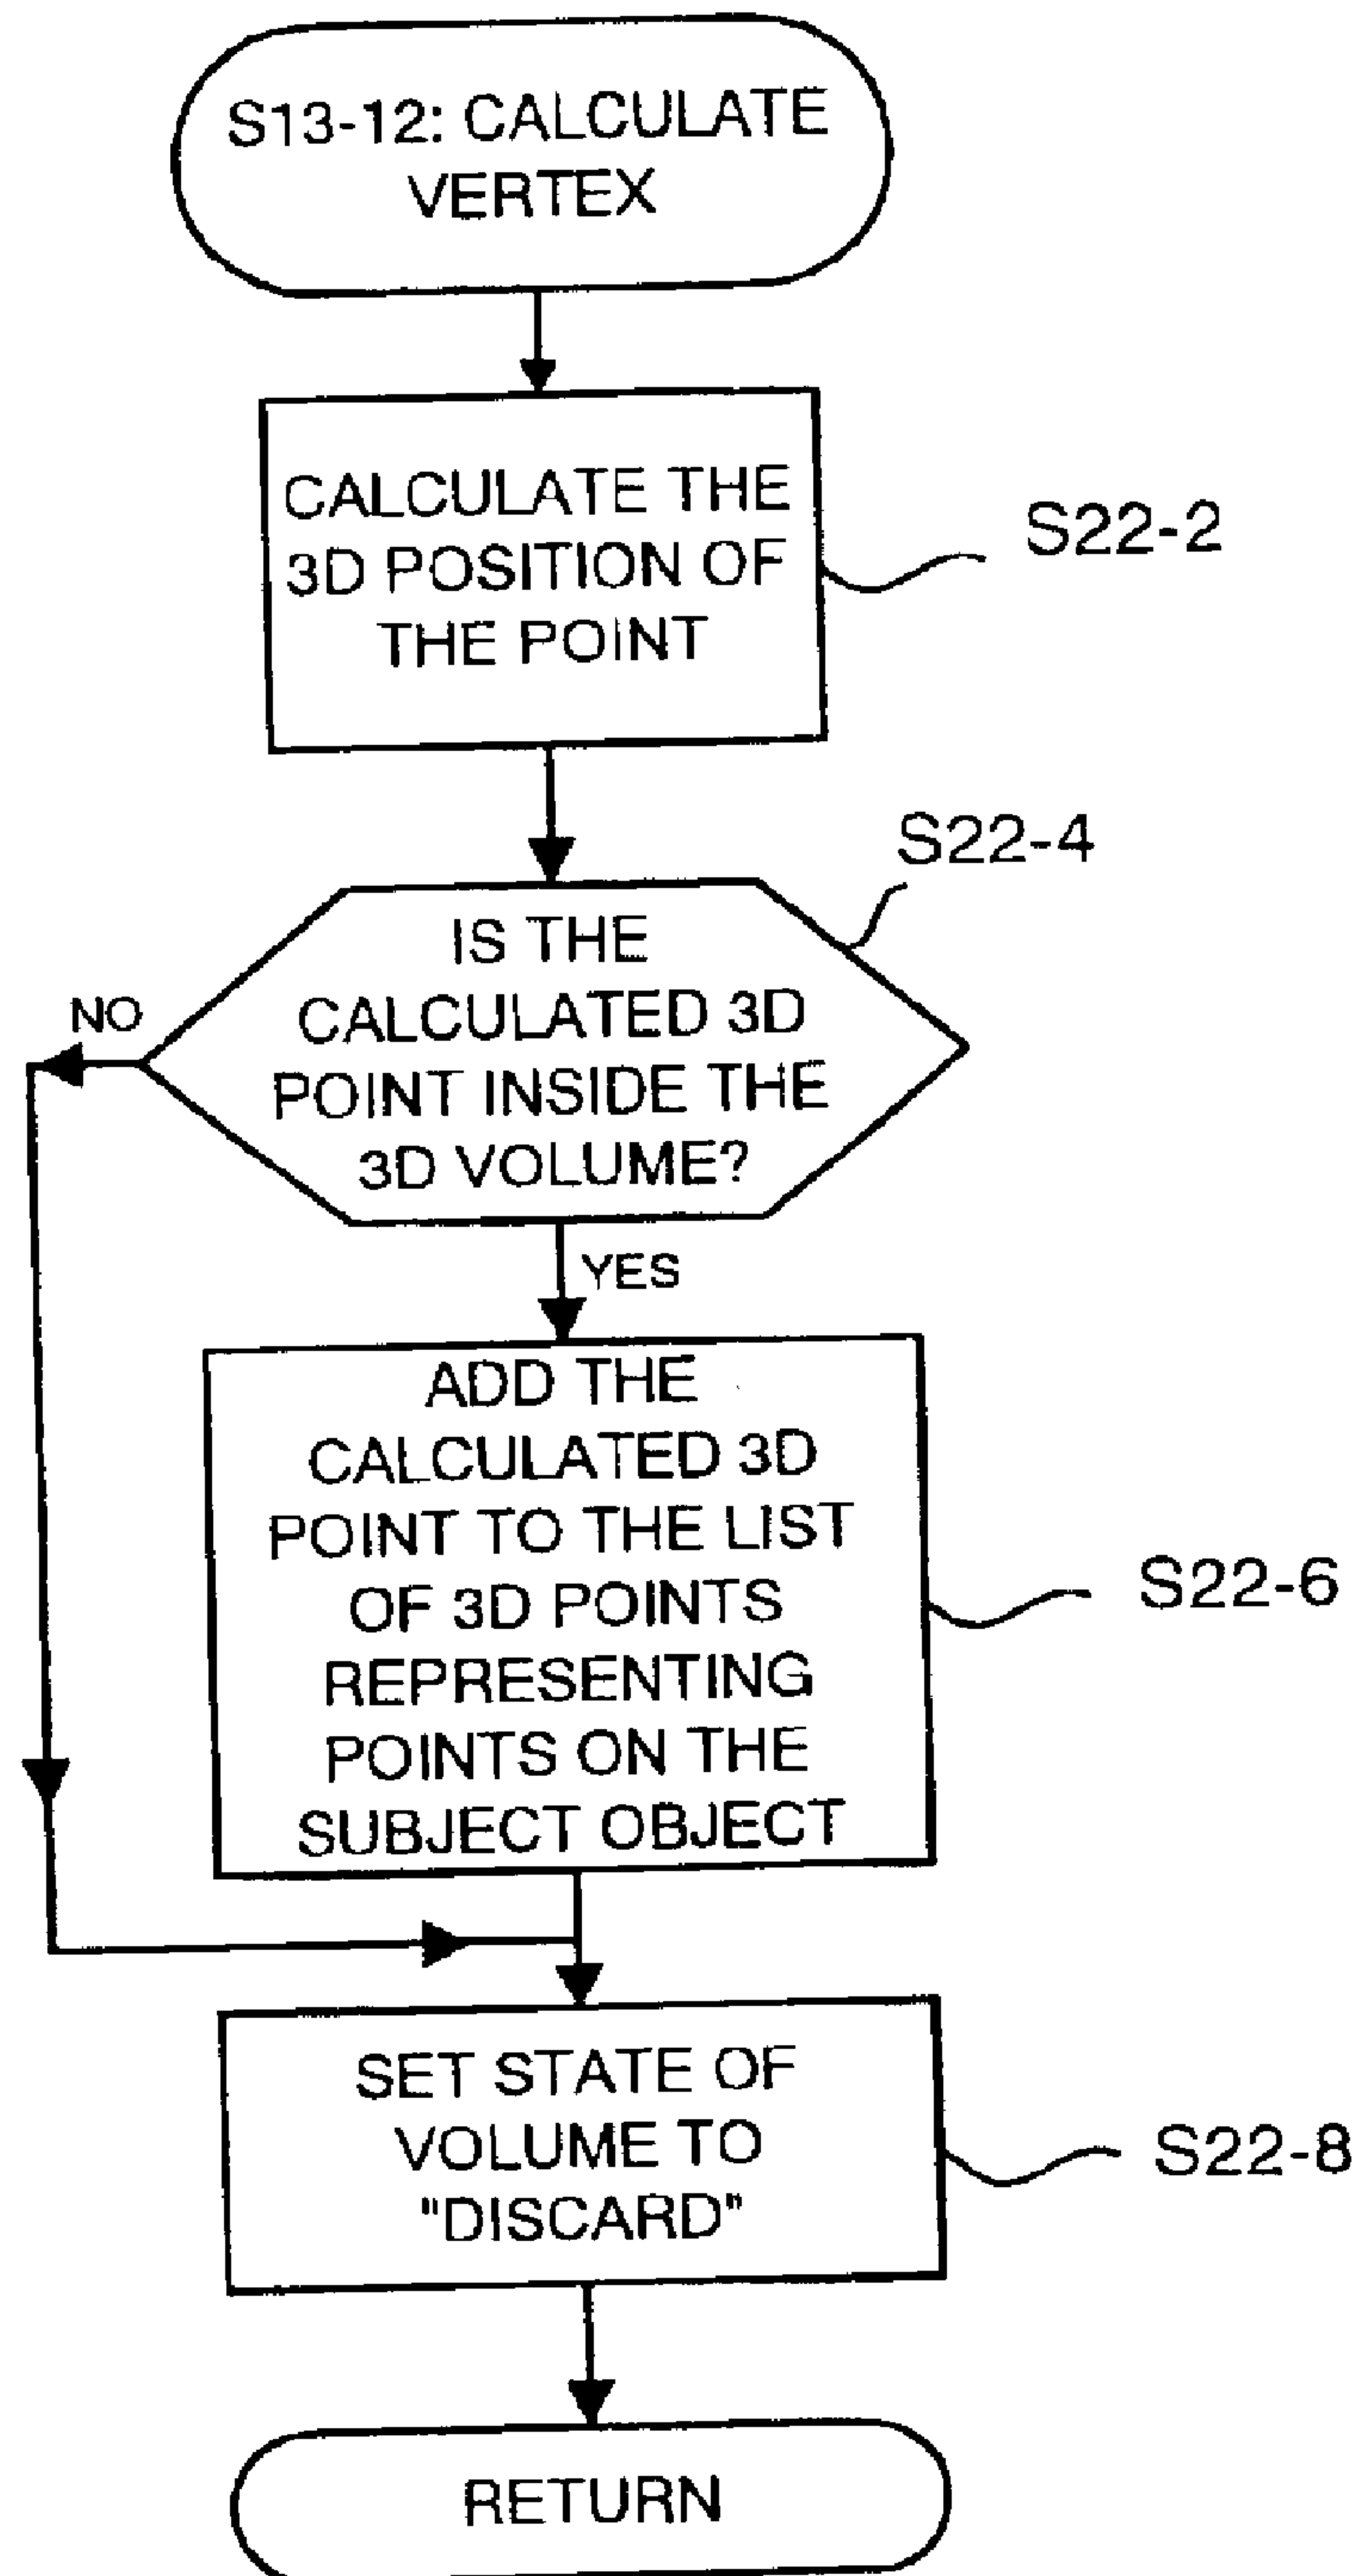 S13-12: CALCULATE
VERTEX
CALCULATE THE
3D POSITION OF
THE POINT
S22-2
S22-4
IS THE
CALCULATED 3D
POINT INSIDE THE
3D VOLUME?
NO
YES
ADD THE
CALCULATED 3D
POINT TO THE LIST
OF 3D POINTS
REPRESENTING
POINTS ON THE
SUBJECT OBJECT
S22-6
SET STATE OF
VOLUME TO
"DISCARD"
S22-8
RETURN